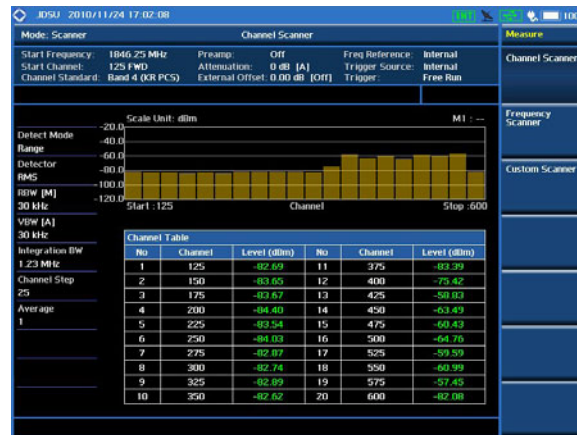 JDSU 2010/11/24 17:02:08
Mode: Scanner
Channel Scanner
Measure
Start Frequency: 1846.25 MHz
Preamp: Off
Freq Reference: Internal
Start Channel: 125 FWD
Attenuation: 0 dB [A]
Trigger Source: Internal
Channel Standard: Band 4 (KR PCS)
External Offset: 0.00 dB [Off]
Trigger: Free Run
Channel Scanner
Frequency Scanner
Custom Scanner
Scale Unit: dBm
M1 : --
-20.0
-40.0
-60.0
-80.0
-100.0
-120.0
Start :125
Channel
Stop :600
Detect Mode
Range
Detector
RMS
RBW [M]
30 kHz
VBW [A]
30 kHz
Integration BW
1.23 MHz
Channel Step
25
Average
1
Channel Table
No Channel Level (dBm) No Channel Level (dBm)
1 125 -82.69 11 375 -83.39
2 150 -83.65 12 400 -75.42
3 175 -83.67 13 425 -58.83
4 200 -84.40 14 450 -63.49
5 225 -83.54 15 475 -60.43
6 250 -84.03 16 500 -64.76
7 275 -82.87 17 525 -59.59
8 300 -82.74 18 550 -60.99
9 325 -82.89 19 575 -57.45
10 350 -82.62 20 600 -82.08